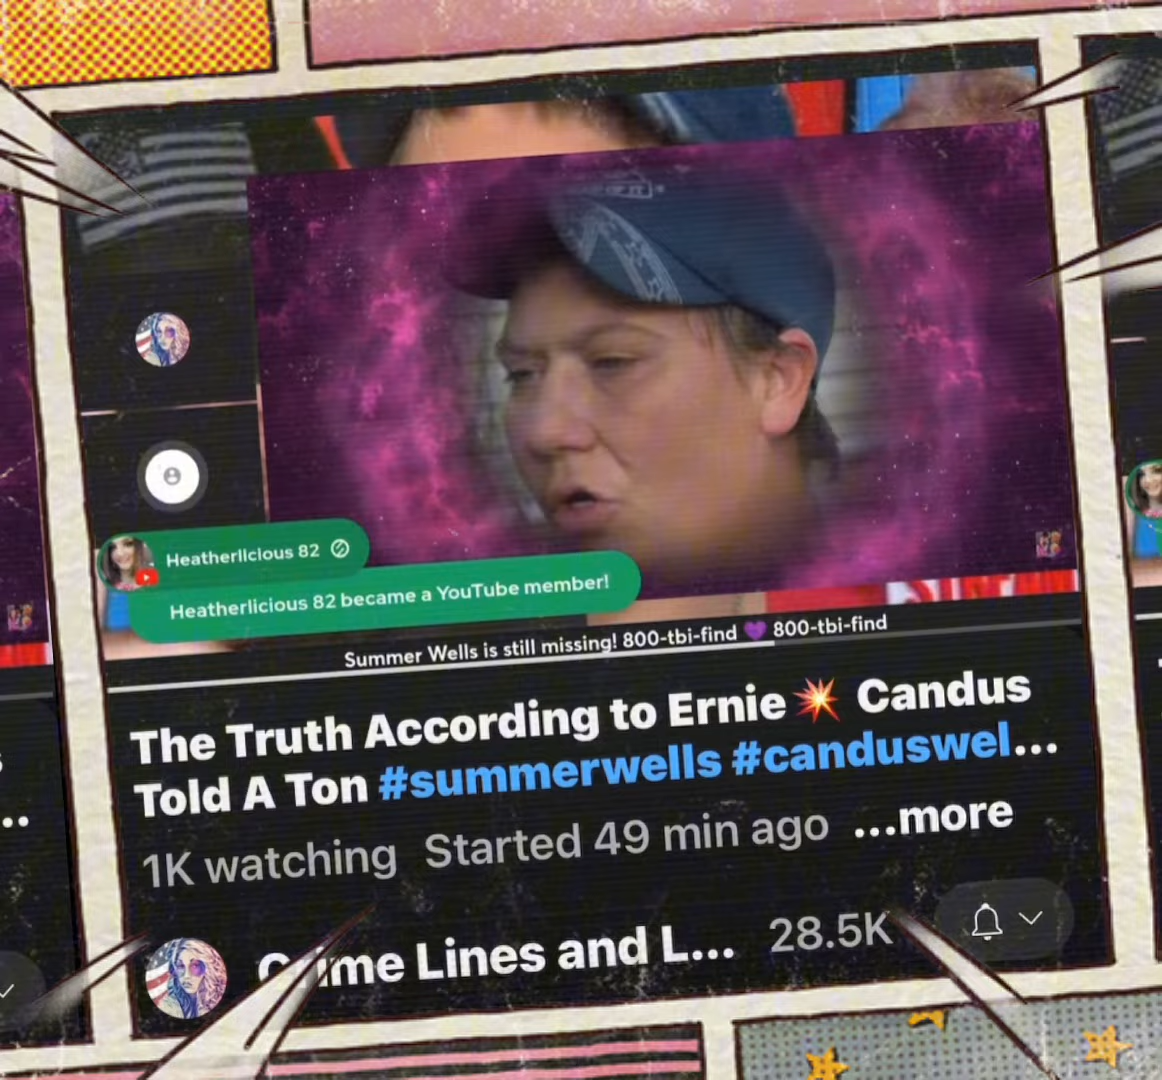 Heatherlicious 82
Heatherlicious 82 became a YouTube member!
Summer Wells is still missing! 800-tbi-find 💜 800-tbi-find
The Truth According to Ernie 💥 Candus
Told A Ton #summerwells #canduswel...
1K watching Started 49 min ago ...more
Crime Lines and L... 28.5K